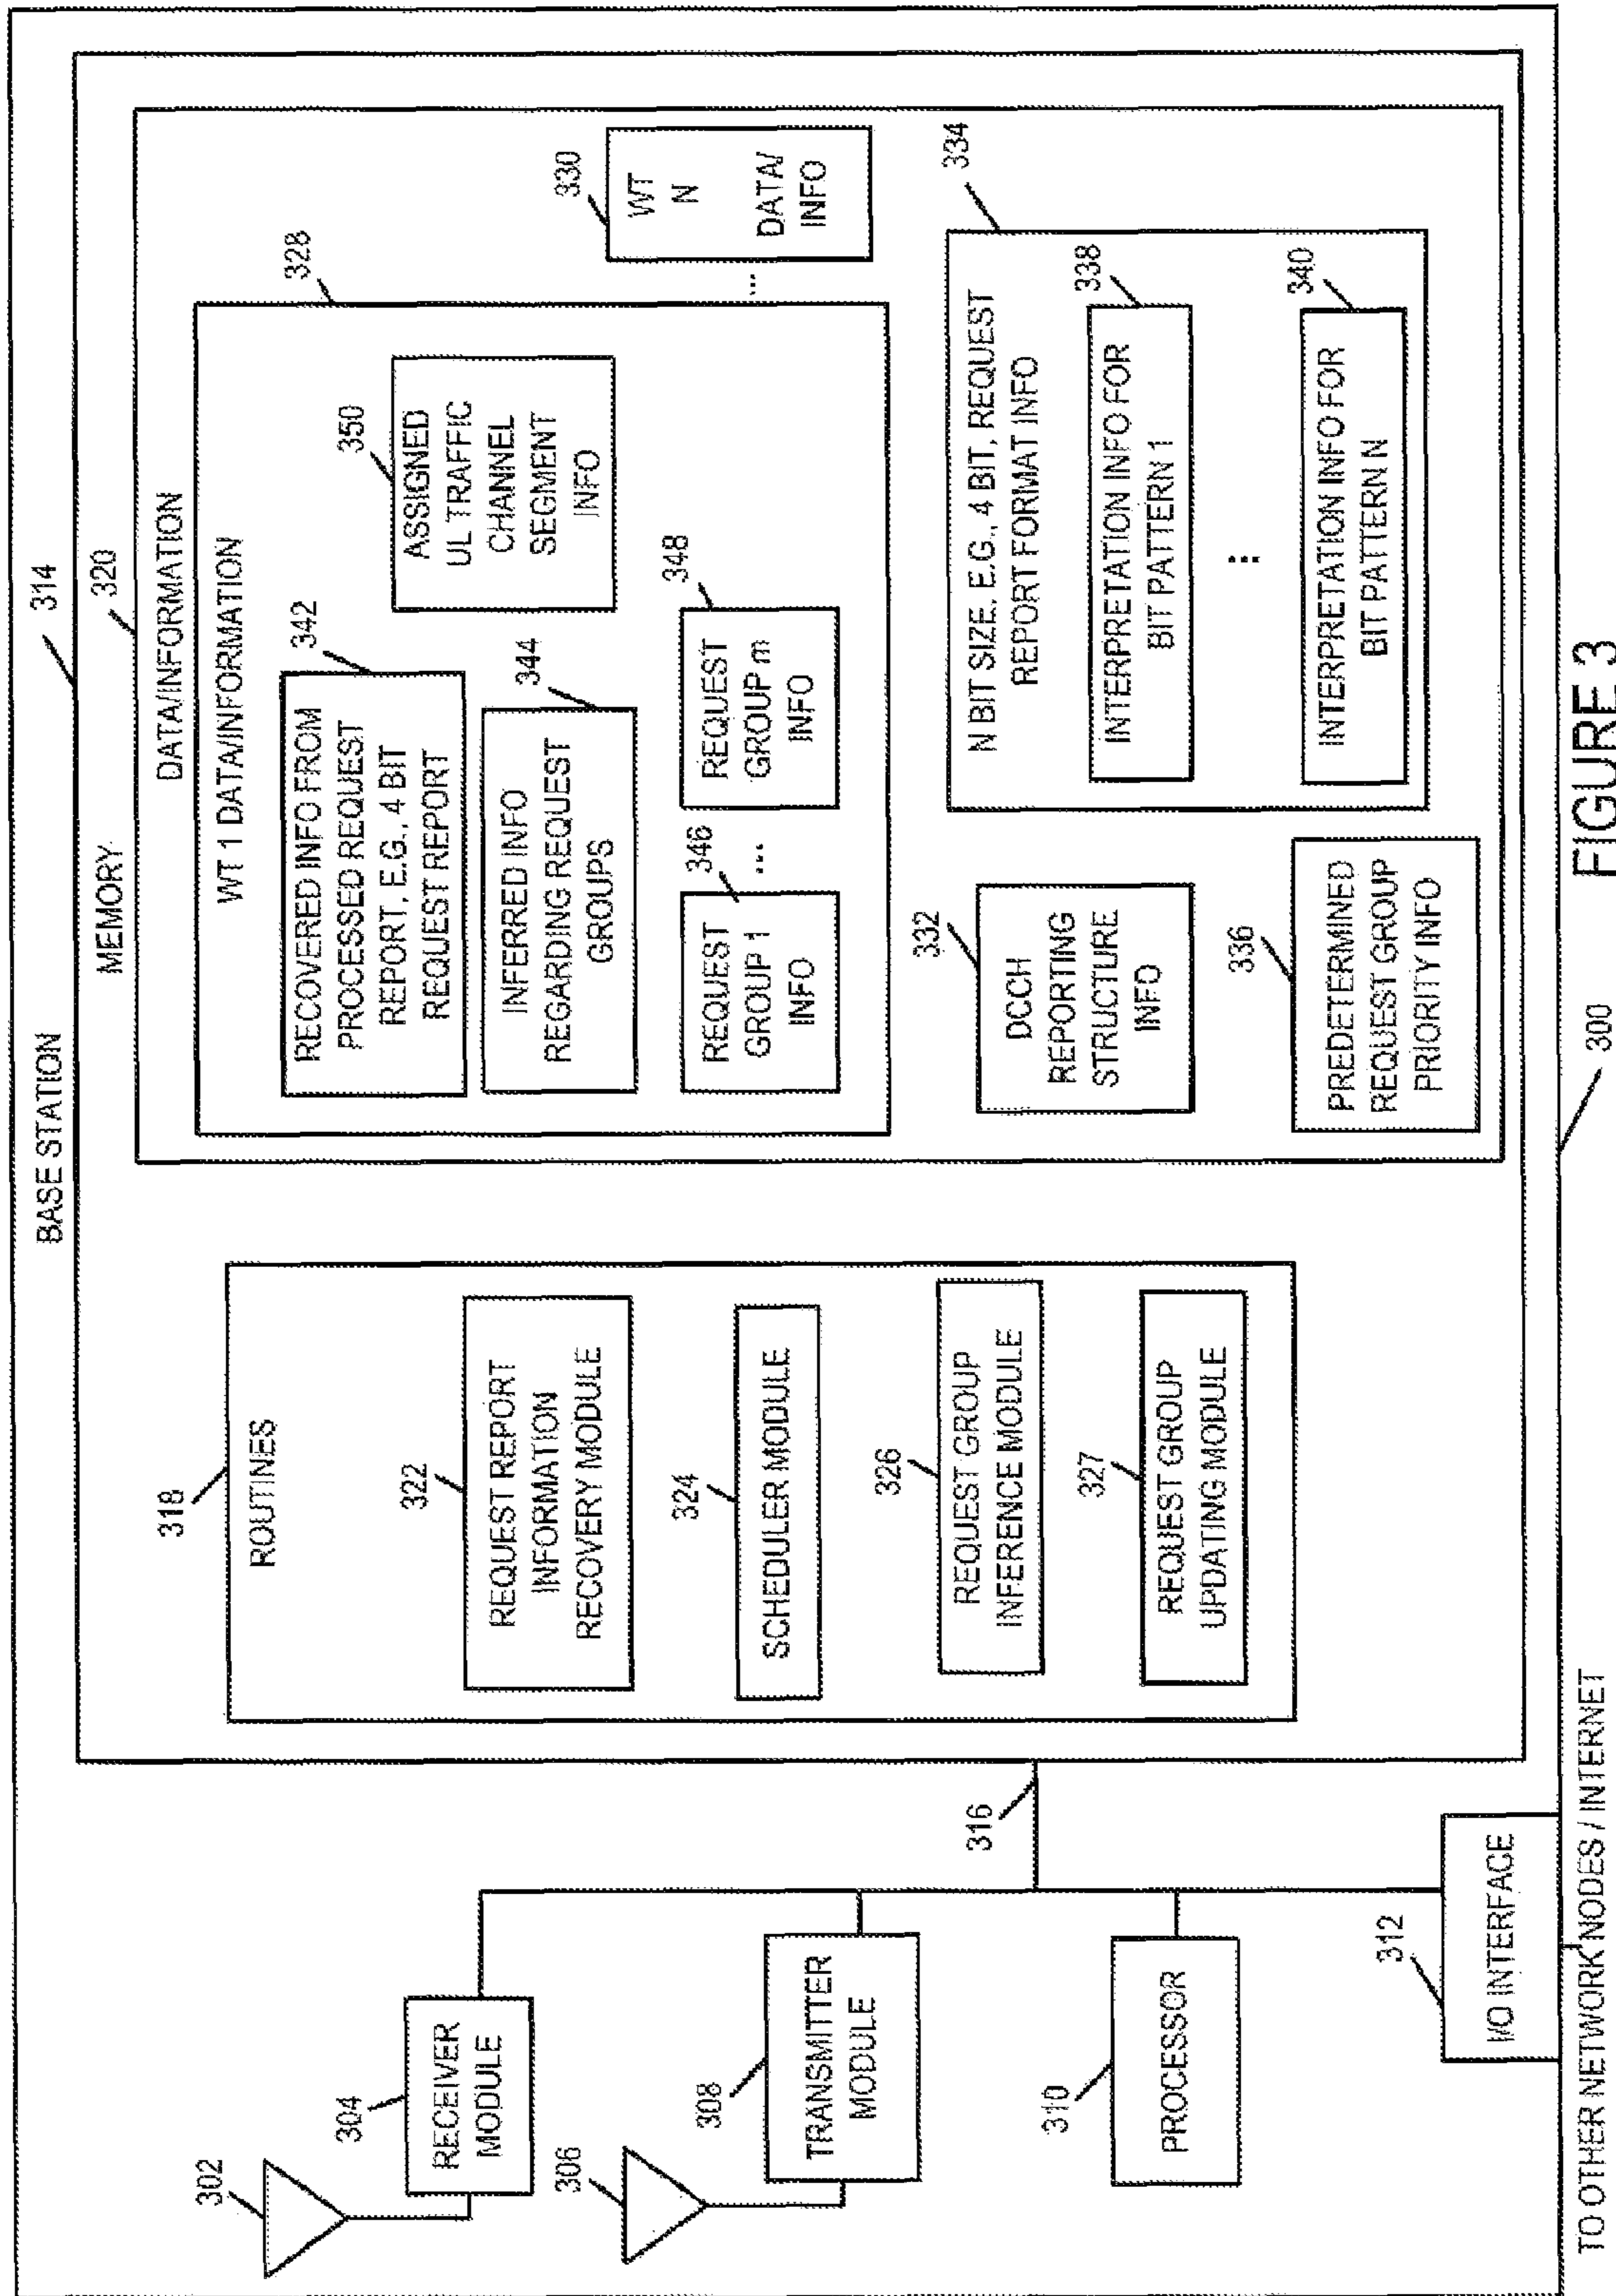 BASE STATION
314
MEMORY
320
DATA/INFORMATION
WT 1 DATA/INFORMATION
328
342
RECOVERED INFO FROM
PROCESSED REQUEST
REPORT, E.G., 4 BIT
REQUEST REPORT
350
ASSIGNED
UL TRAFFIC
CHANNEL
SEGMENT
INFO
344
INFERRED INFO
REGARDING REQUEST
GROUPS
346
REQUEST
GROUP 1
INFO
...
348
REQUEST
GROUP m
INFO
...
330
WT
N
DATA/
INFO
332
DCCH
REPORTING
STRUCTURE
INFO
336
PREDETERMINED
REQUEST GROUP
PRIORITY INFO
334
N BIT SIZE, E.G., 4 BIT, REQUEST
REPORT FORMAT INFO
338
INTERPRETATION INFO FOR
BIT PATTERN 1
...
340
INTERPRETATION INFO FOR
BIT PATTERN N
318
ROUTINES
322
REQUEST REPORT
INFORMATION
RECOVERY MODULE
324
SCHEDULER MODULE
326
REQUEST GROUP
INFERENCE MODULE
327
REQUEST GROUP
UPDATING MODULE
302
304
RECEIVER
MODULE
306
308
TRANSMITTER
MODULE
310
PROCESSOR
316
312
I/O INTERFACE
TO OTHER NETWORK NODES / INTERNET
300
FIGURE 3